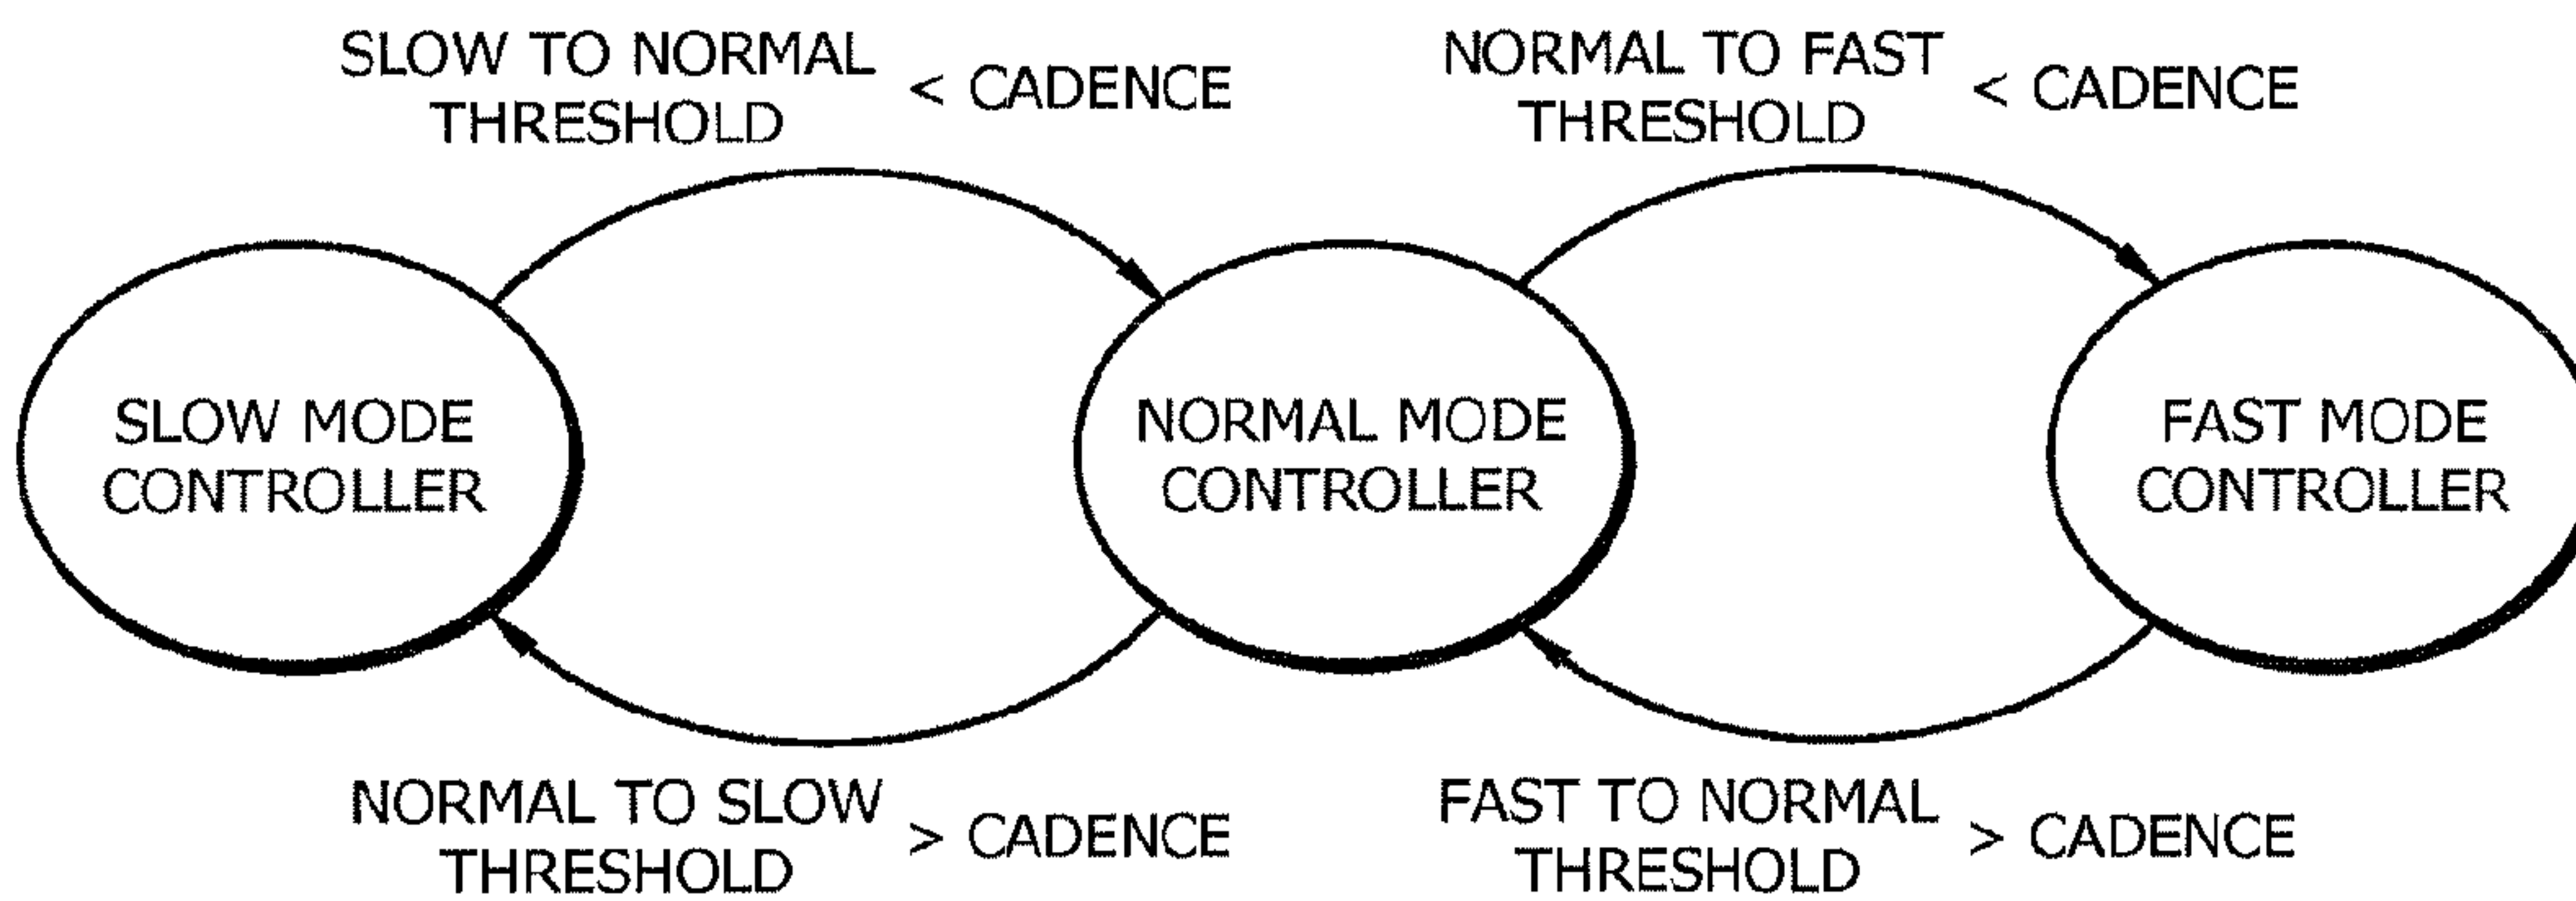 SLOW TO NORMAL
THRESHOLD
< CADENCE
NORMAL TO FAST
THRESHOLD
< CADENCE
SLOW MODE
CONTROLLER
NORMAL MODE
CONTROLLER
FAST MODE
CONTROLLER
NORMAL TO SLOW
THRESHOLD
> CADENCE
FAST TO NORMAL
THRESHOLD
> CADENCE